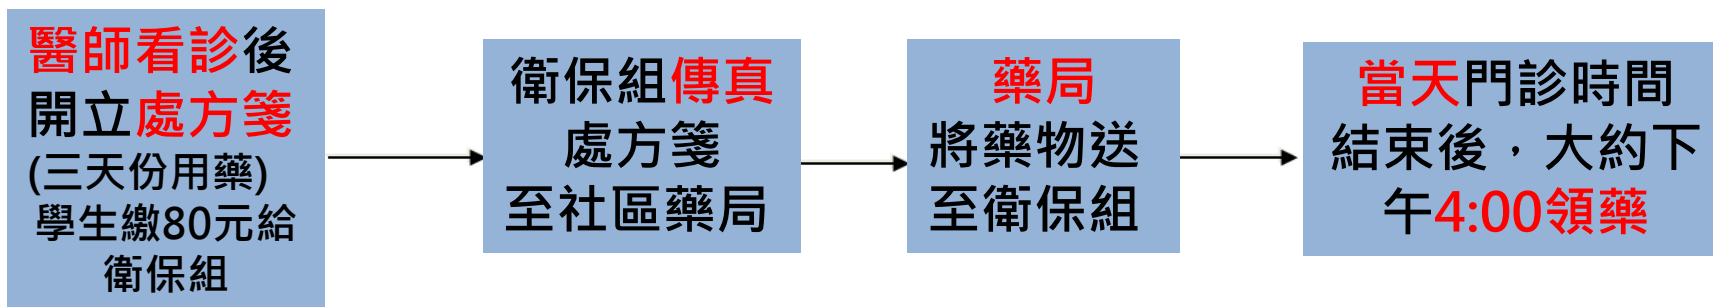 醫師看診後
開立處方箋
(三天份用藥)
學生繳80元給
衛保組
衛保組傳真
處方箋
至社區藥局
藥局
將藥物送
至衛保組
當天門診時間
結束後，大約下
午4:00領藥